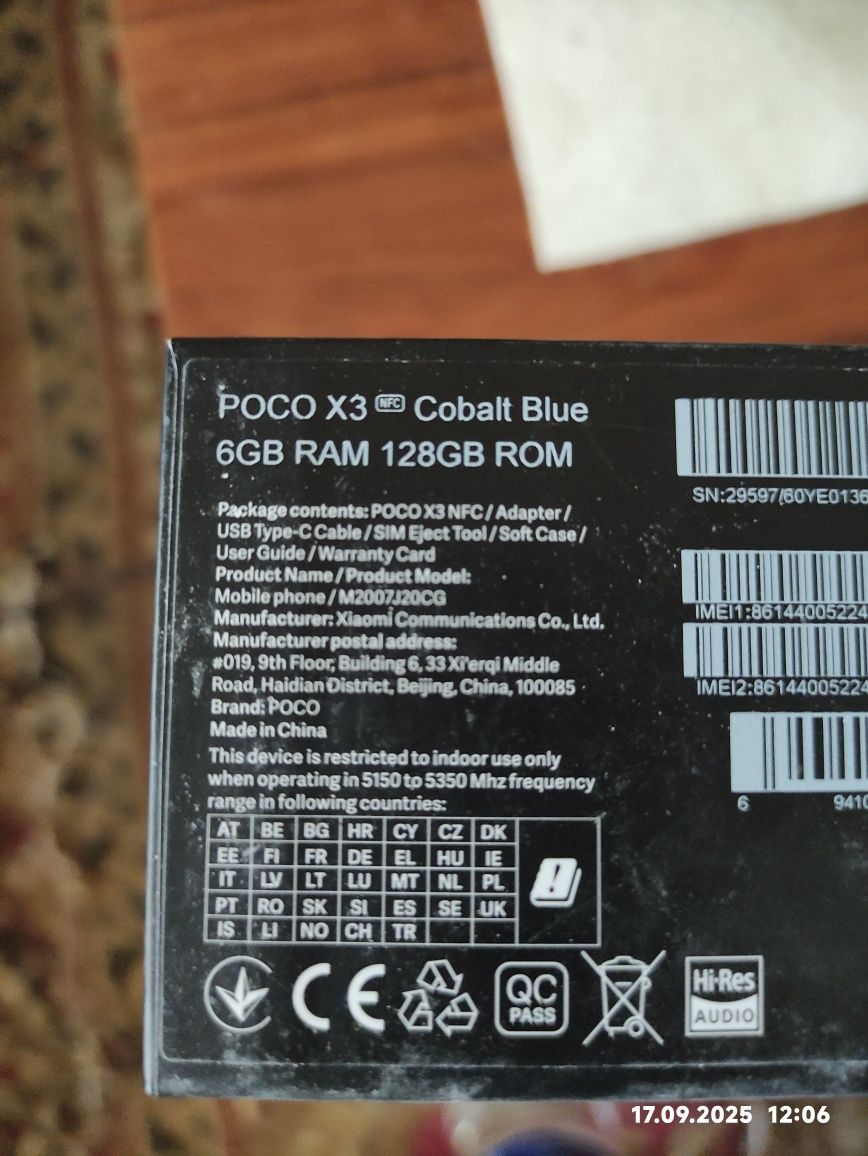 POCO X3 NFC Cobalt Blue
6GB RAM 128GB ROM
Package contents: POCO X3 NFC / Adapter /
USB Type-C Cable / SIM Eject Tool / Soft Case /
User Guide / Warranty Card
Product Name / Product Model:
Mobile phone / M2007J20CG
Manufacturer: Xiaomi Communications Co., Ltd.
Manufacturer postal address:
#019, 9th Floor, Building 6, 33 Xi'erqi Middle
Road, Haidian District, Beijing, China, 100085
Brand: POCO
Made in China
This device is restricted to indoor use only
when operating in 5150 to 5350 Mhz frequency
range in following countries:
AT BE BG HR CY CZ DK
EE FI FR DE EL HU IE
IT LV LT LU MT NL PL
PT RO SK SI ES SE UK
IS LI NO CH TR
CE
QC
PASS
Hi-Res
AUDIO
SN:29597/60YE0136
IMEI1:86144005224
IMEI2:86144005224
6 9410
17.09.2025 12:06